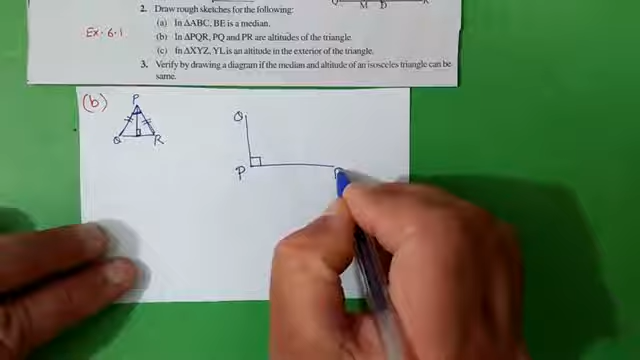 Q M D R
2. Draw rough sketches for the following:
Ex-6.1
(a) In ΔABC, BE is a median.
(b) In ΔPQR, PQ and PR are altitudes of the triangle.
(c) In ΔXYZ, YL is an altitude in the exterior of the triangle.
3. Verify by drawing a diagram if the median and altitude of an isosceles triangle can be
same.
(b)
P
Q R
Q
P